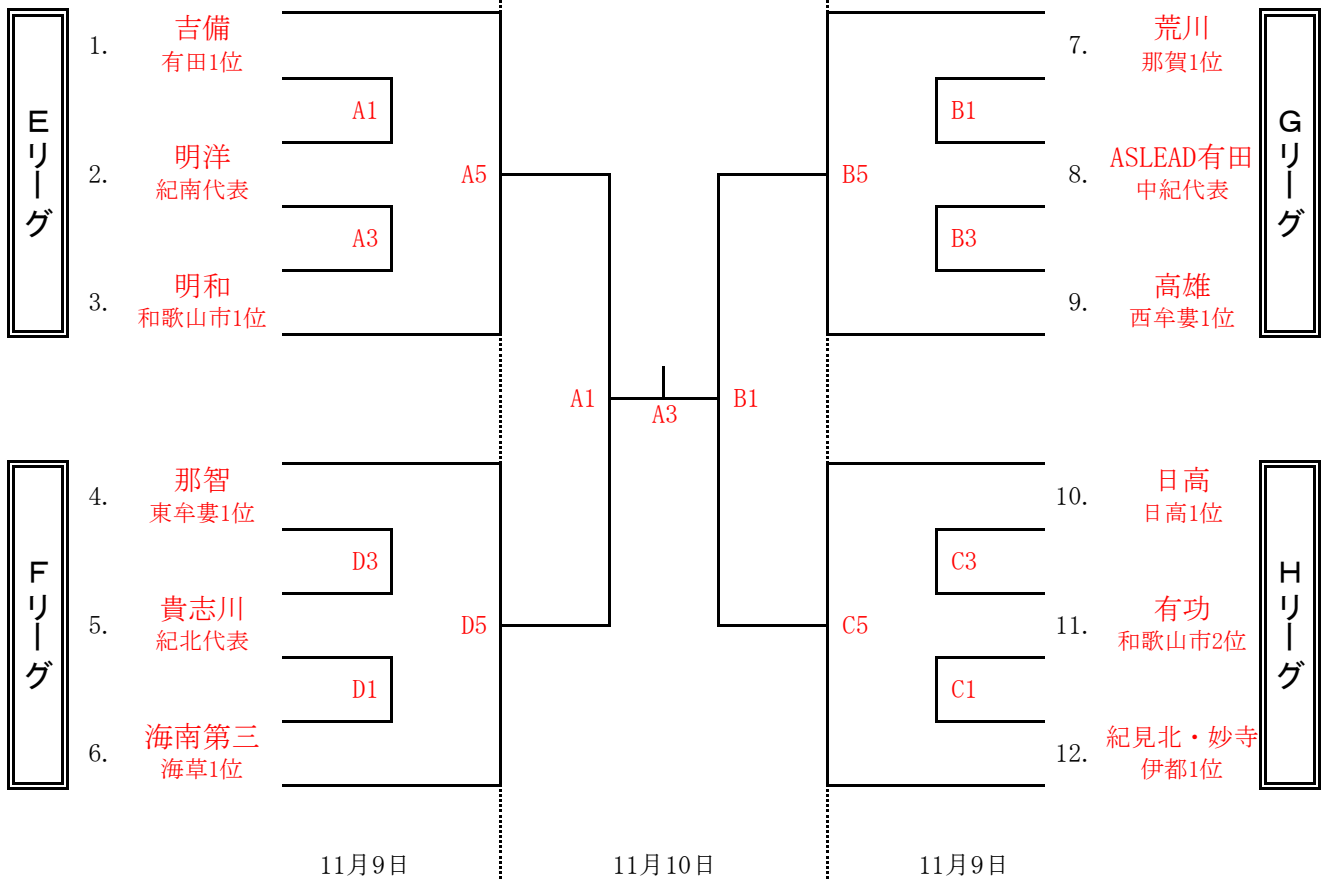 Eリーグ
1.
吉備
有田1位
A1
2.
明洋
紀南代表
A5
A3
3.
明和
和歌山市1位
Fリーグ
4.
那智
東牟婁1位
D3
5.
貴志川
紀北代表
D5
D1
6.
海南第三
海草1位
A1
A3
B1
Gリーグ
7.
荒川
那賀1位
B1
8.
ASLEAD有田
中紀代表
B5
B3
9.
高雄
西牟婁1位
Hリーグ
10.
日高
日高1位
C3
11.
有功
和歌山市2位
C5
C1
12.
紀見北・妙寺
伊都1位
11月9日
11月10日
11月9日